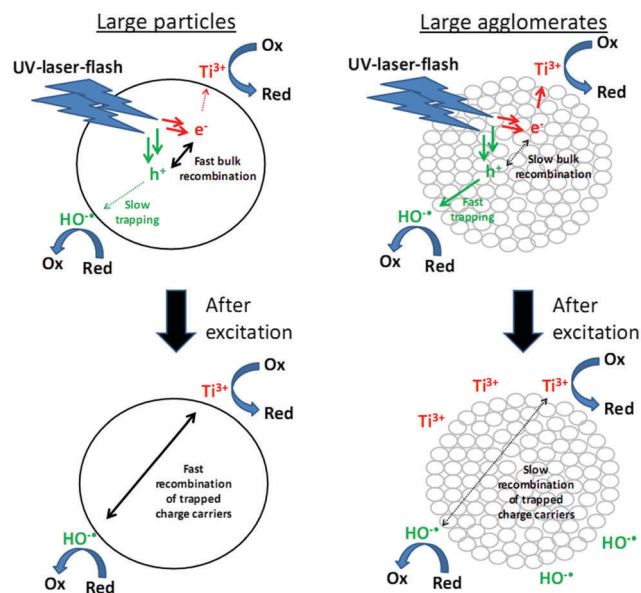 Large particles
Large agglomerates
UV-laser-flash
Ti³⁺
Ox
Red
e⁻
h⁺
Fast bulk
recombination
Slow
trapping
HO⁻•
Ox
Red
UV-laser-flash
Ti³⁺
Ox
Red
e⁻
h⁺
Slow bulk
recombination
Fast
trapping
HO⁻•
Ox
Red
After
excitation
After
excitation
Ti³⁺
Ox
Red
Fast
recombination
of trapped
charge carriers
HO⁻•
Ox
Red
Ti³⁺
Ti³⁺
Ti³⁺
Ox
Red
Slow
recombination
of trapped
charge carriers
HO⁻•
HO⁻•
HO⁻•
Ox
Red